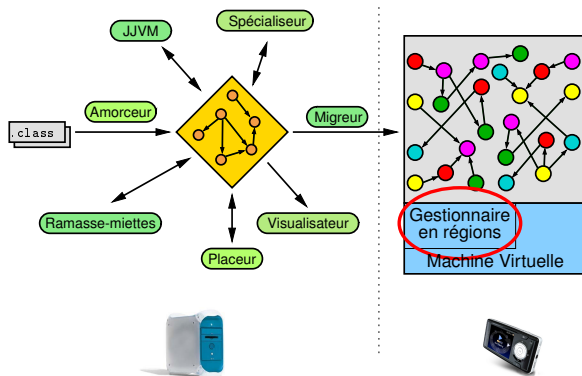 JJVM
Spécialiseur
Amorceur
Migreur
.class
Ramasse-miettes
Visualisateur
Placeur
Gestionnaire
en régions
Machine Virtuelle